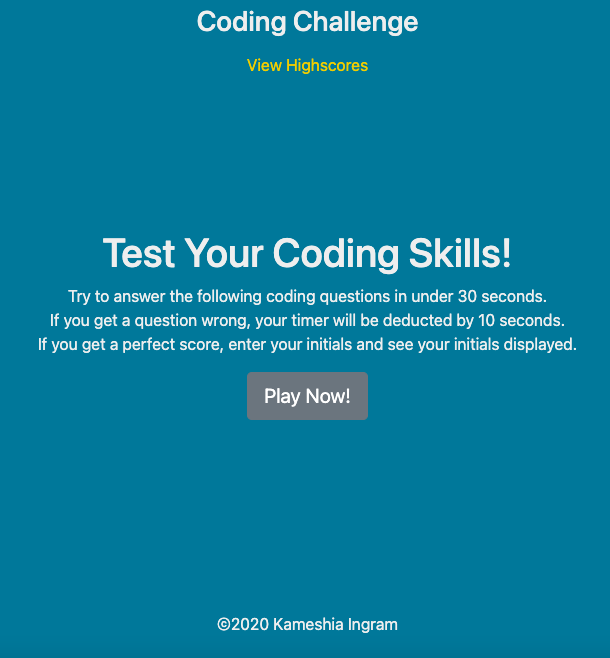 Coding Challenge
View Highscores
Test Your Coding Skills!
Try to answer the following coding questions in under 30 seconds.
If you get a question wrong, your timer will be deducted by 10 seconds.
If you get a perfect score, enter your initials and see your initials displayed.
Play Now!
©2020 Kameshia Ingram